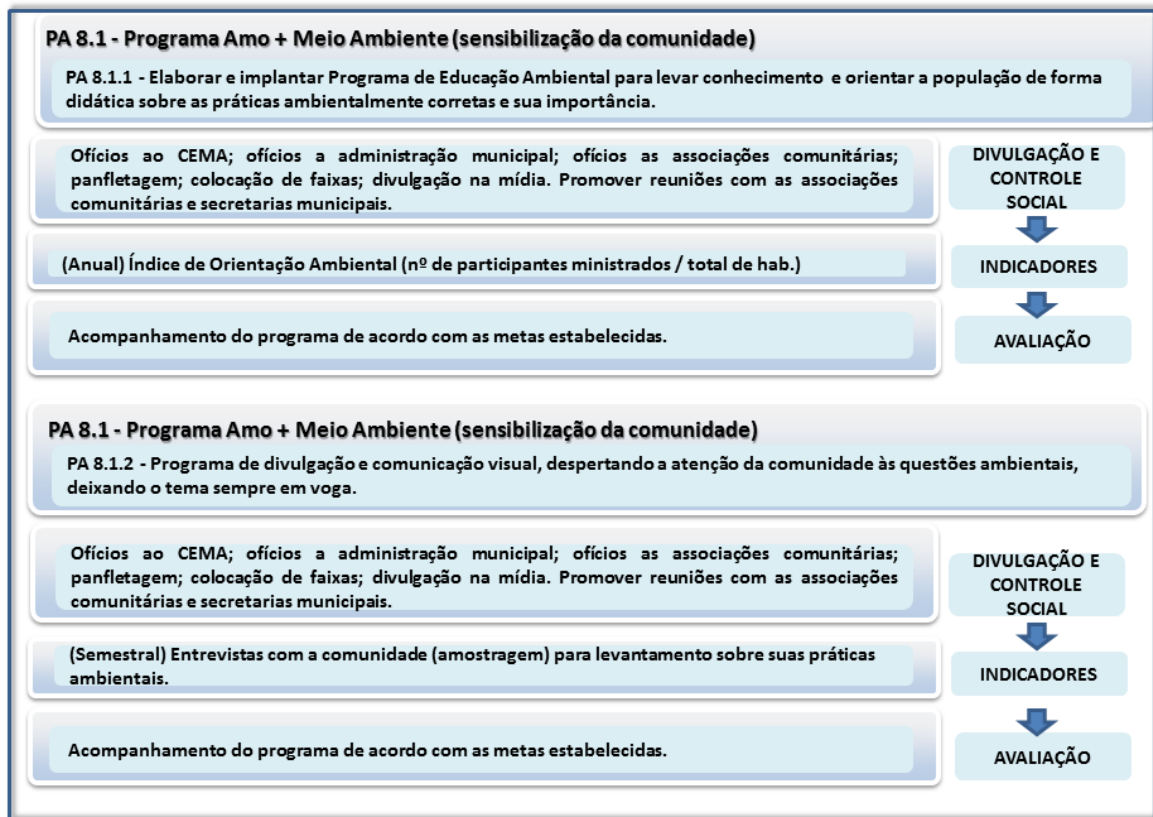 PA 8.1 - Programa Amo + Meio Ambiente (sensibilização da comunidade)
PA 8.1.1 - Elaborar e implantar Programa de Educação Ambiental para levar conhecimento e orientar a população de forma
didática sobre as práticas ambientalmente corretas e sua importância.
Ofícios ao CEMA; ofícios a administração municipal; ofícios as associações comunitárias;
panfletagem; colocação de faixas; divulgação na mídia. Promover reuniões com as associações
comunitárias e secretarias municipais.
DIVULGAÇÃO E
CONTROLE
SOCIAL
(Anual) Índice de Orientação Ambiental (nº de participantes ministrados / total de hab.)
INDICADORES
Acompanhamento do programa de acordo com as metas estabelecidas.
AVALIAÇÃO
PA 8.1 - Programa Amo + Meio Ambiente (sensibilização da comunidade)
PA 8.1.2 - Programa de divulgação e comunicação visual, despertando a atenção da comunidade às questões ambientais,
deixando o tema sempre em voga.
Ofícios ao CEMA; ofícios a administração municipal; ofícios as associações comunitárias;
panfletagem; colocação de faixas; divulgação na mídia. Promover reuniões com as associações
comunitárias e secretarias municipais.
DIVULGAÇÃO E
CONTROLE
SOCIAL
(Semestral) Entrevistas com a comunidade (amostragem) para levantamento sobre suas práticas
ambientais.
INDICADORES
Acompanhamento do programa de acordo com as metas estabelecidas.
AVALIAÇÃO